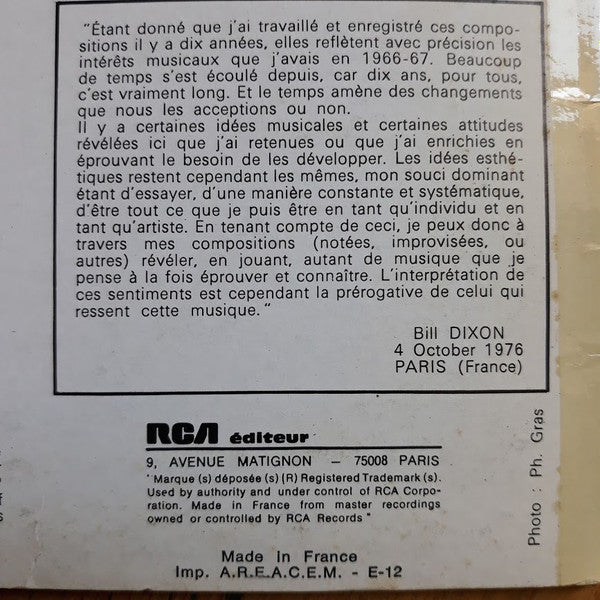 "Étant donné que j'ai travaillé et enregistré ces compo-
sitions il y a dix années, elles reflètent avec précision les
intérêts musicaux que j'avais en 1966-67. Beaucoup
de temps s'est écoulé depuis, car dix ans, pour tous,
c'est vraiment long. Et le temps amène des changements
que nous les acceptions ou non.
Il y a certaines idées musicales et certaines attitudes
révélées ici que j'ai retenues ou que j'ai enrichies en
éprouvant le besoin de les développer. Les idées esthé-
tiques restent cependant les mêmes, mon souci dominant
étant d'essayer, d'une manière constante et systématique,
d'être tout ce que je puis être en tant qu'individu et en
tant qu'artiste. En tenant compte de ceci, je peux donc à
travers mes compositions (notées, improvisées, ou
autres) révéler, en jouant, autant de musique que je
pense à la fois éprouver et connaître. L'interprétation de
ces sentiments est cependant la prérogative de celui qui
ressent cette musique."
Bill DIXON
4 October 1976
PARIS (France)
RCA éditeur
9, AVENUE MATIGNON – 75008 PARIS
"Marque (s) déposée (s) (R) Registered Trademark (s).
Used by authority and under control of RCA Corpo-
ration. Made in France from master recordings
owned or controlled by RCA Records"
Made in France
Imp. A.R.E.A.C.E.M. - E-12
Photo : Ph. Gras